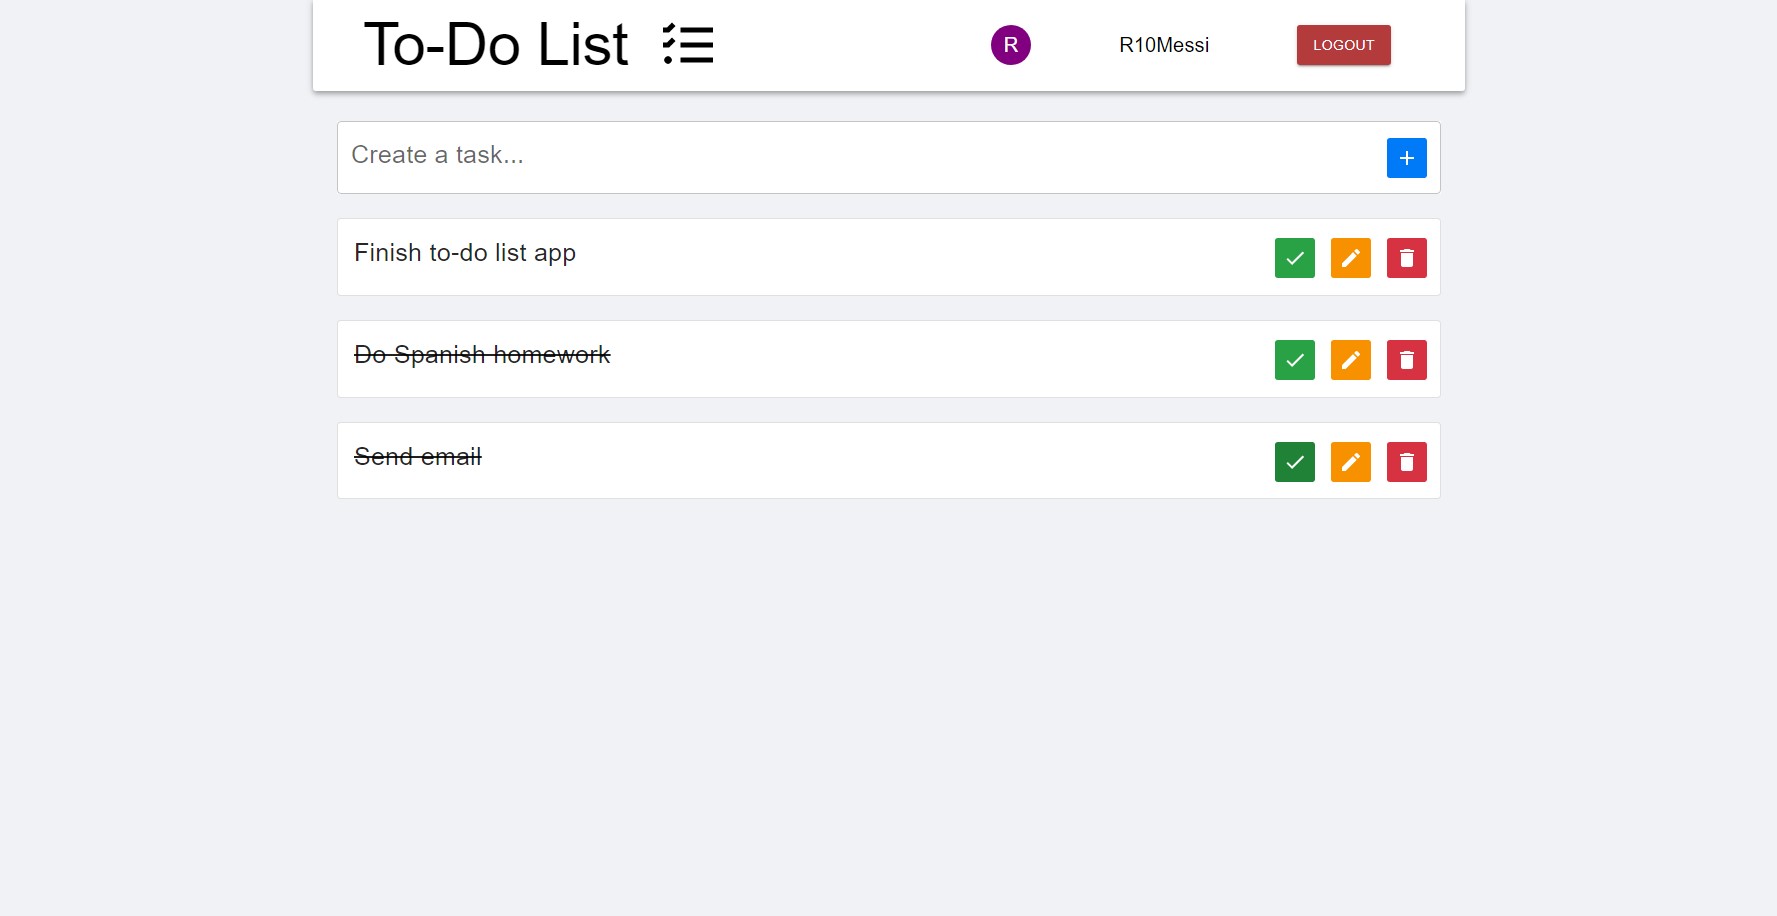 To-Do List
R
R10Messi
LOGOUT
Create a task...
Finish to-do list app
Do Spanish homework
Send email